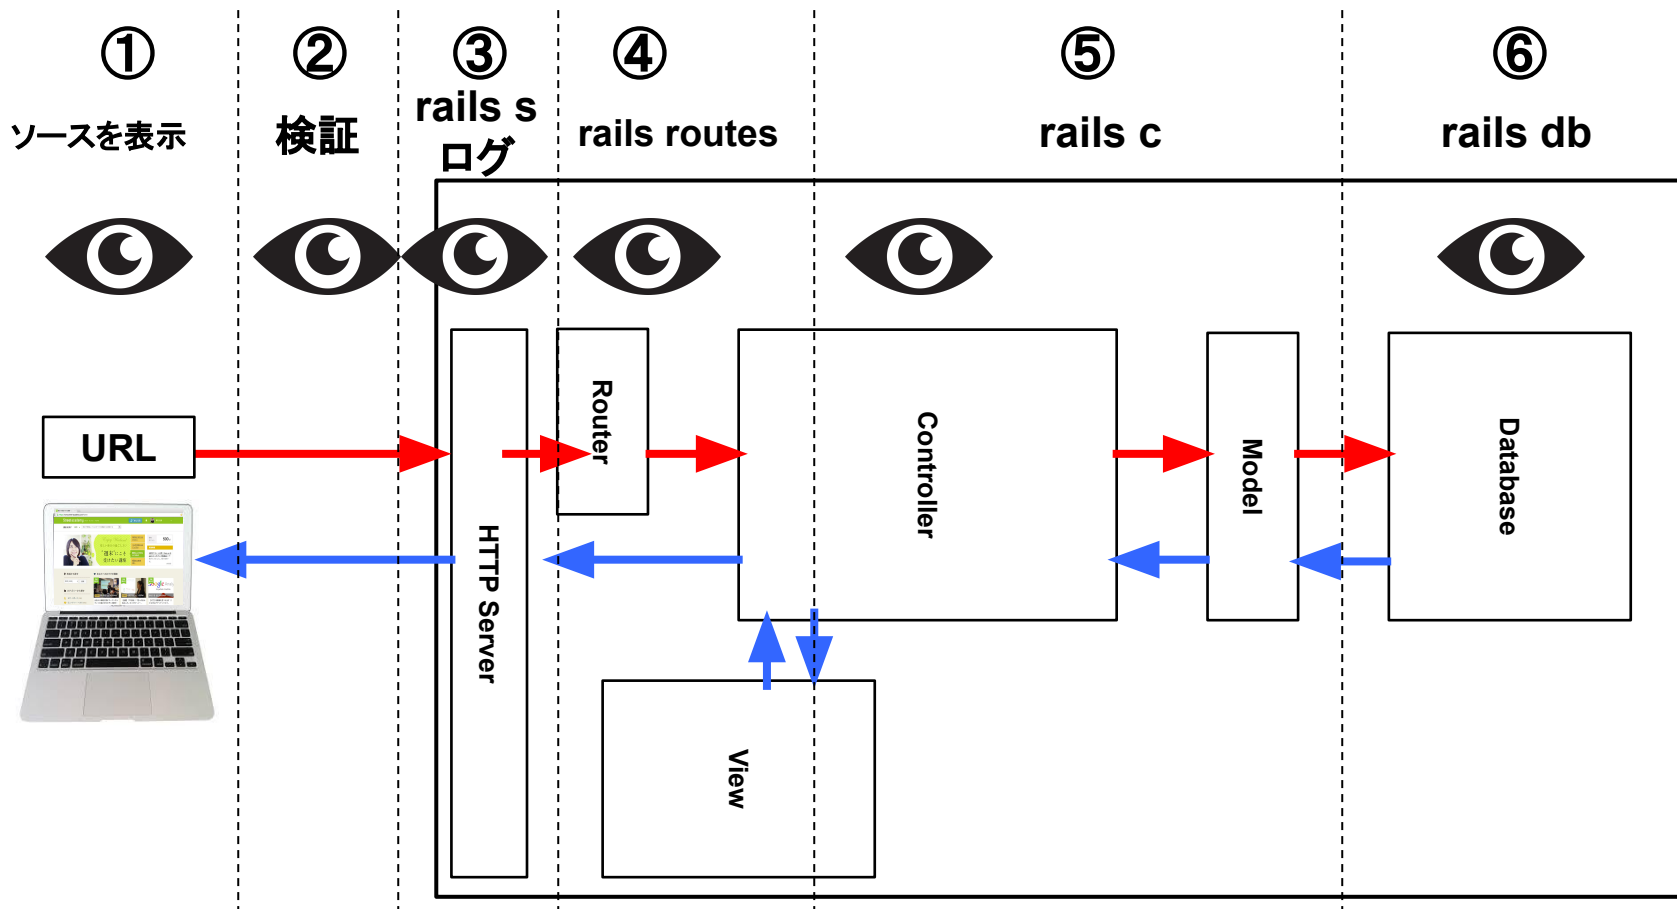 ①
②
③
④
⑤
⑥
ソースを表示
検証
rails s
ログ
rails routes
rails c
rails db
URL
HTTP Server
Router
Controller
Model
Database
View